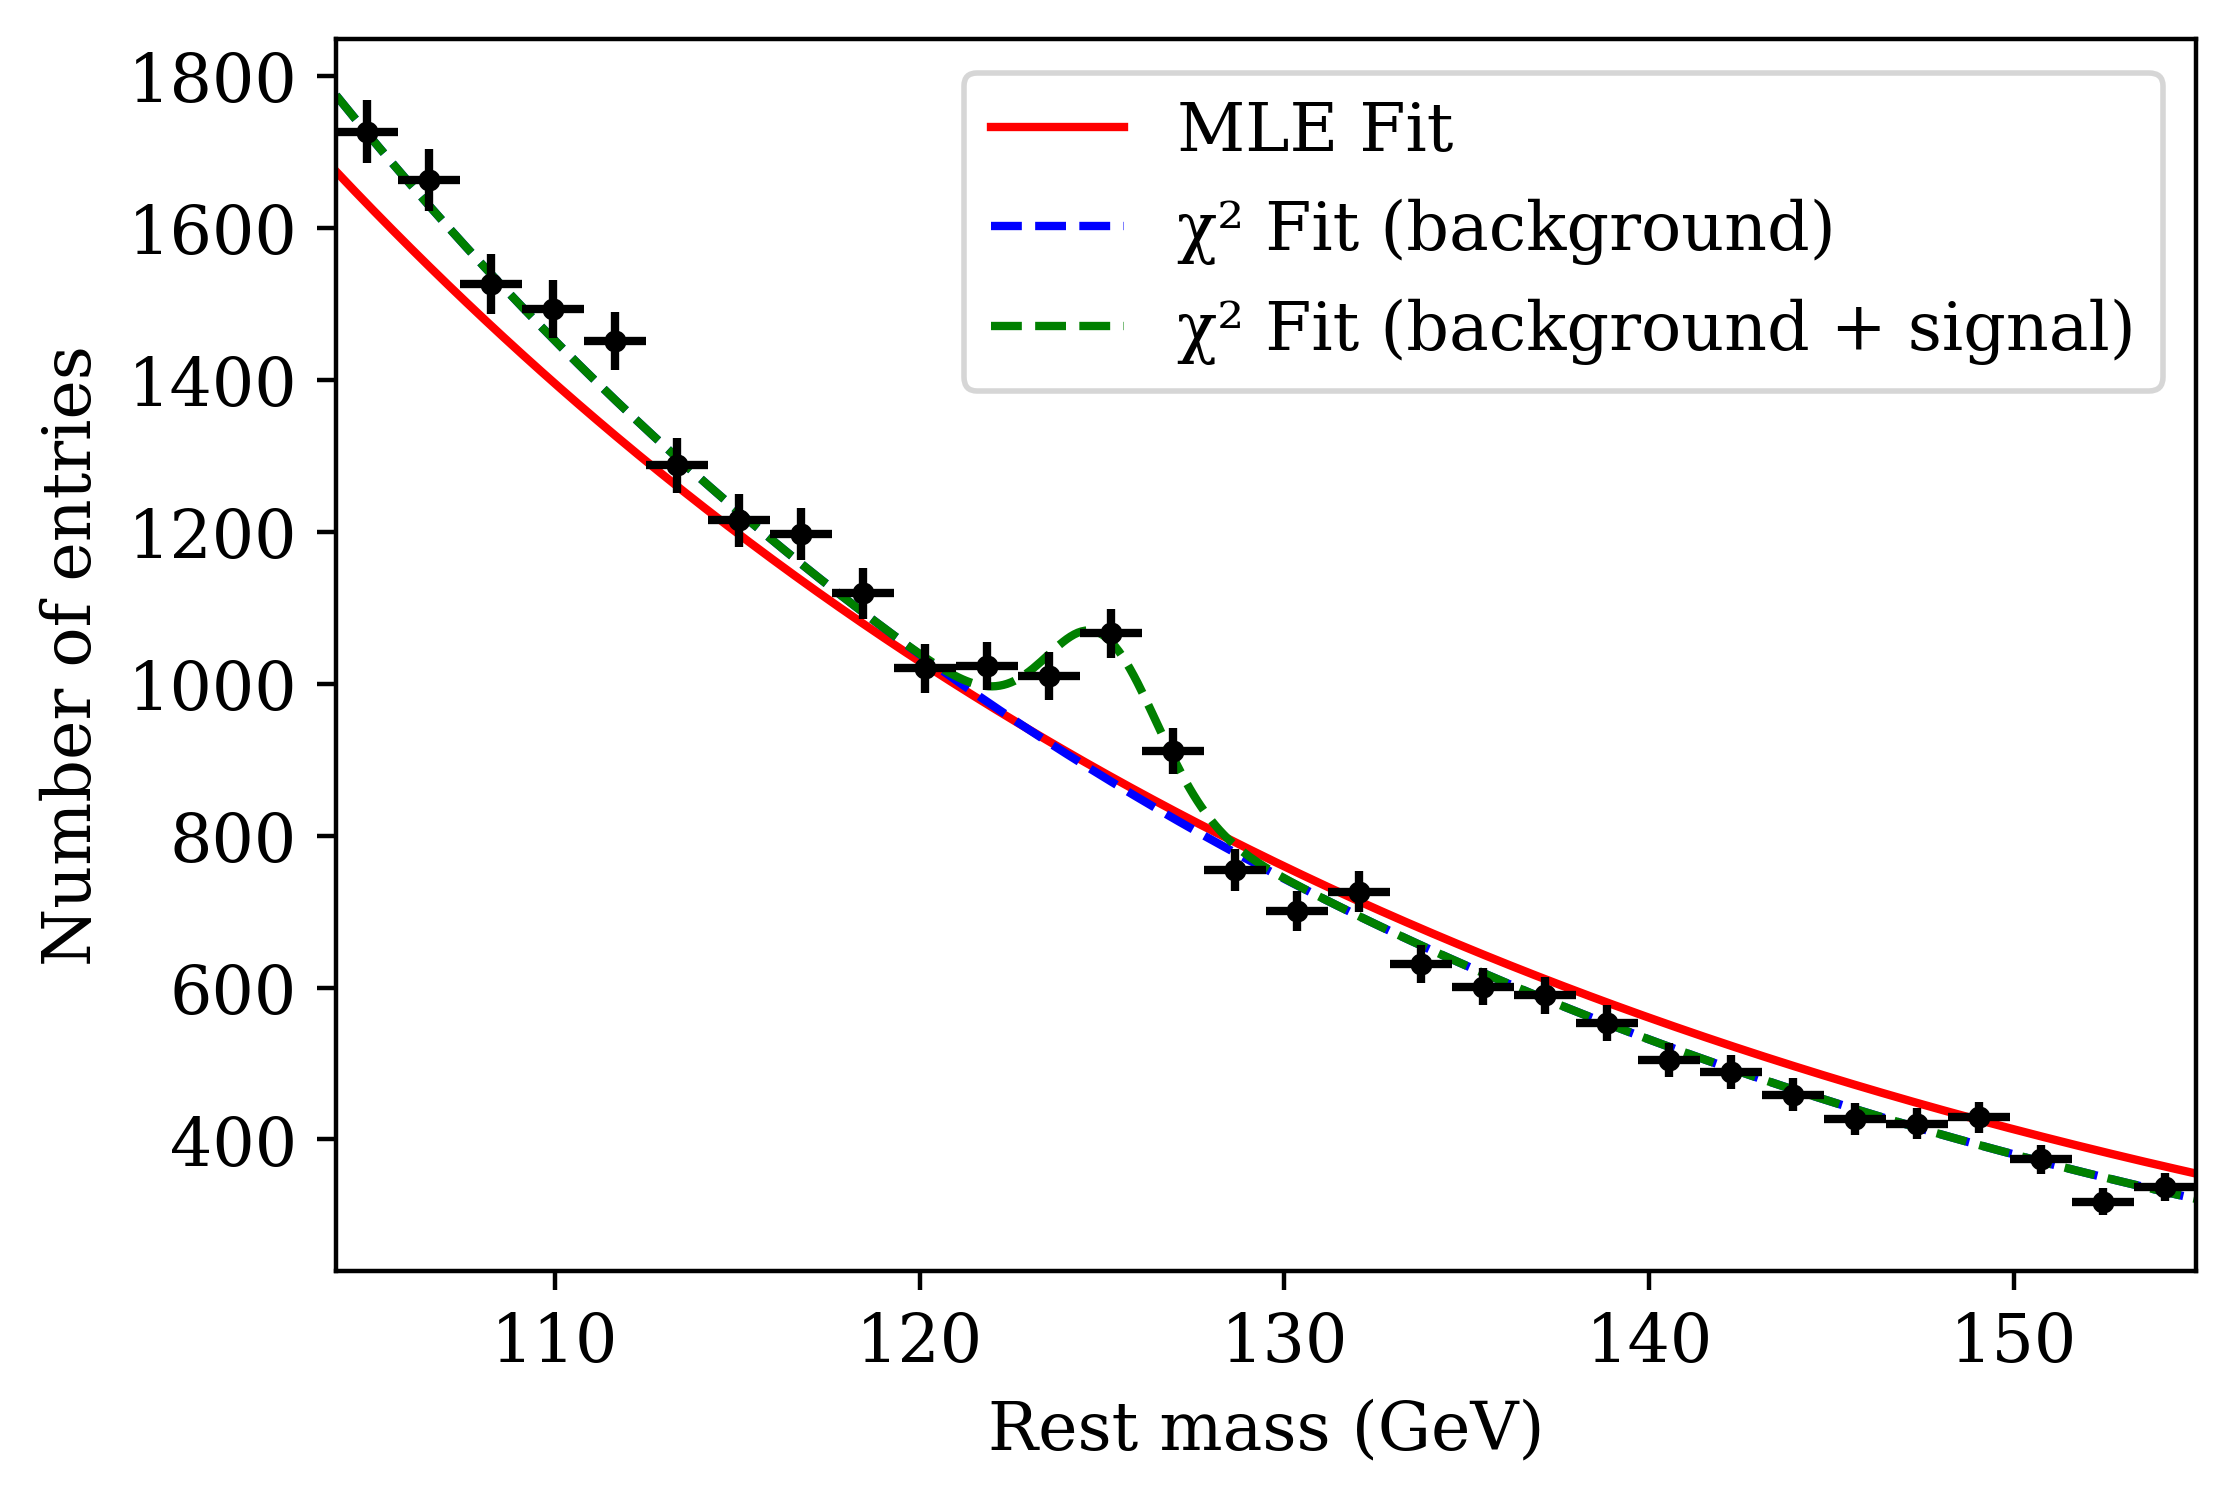 1800
1600
1400
1200
1000
800
600
400
Number of entries
MLE Fit
χ² Fit (background)
χ² Fit (background + signal)
110 120 130 140 150
Rest mass (GeV)